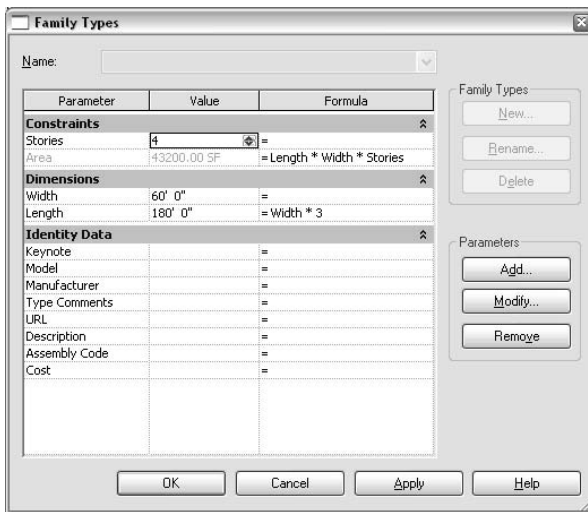 Family Types
Name:
Parameter Value Formula
Constraints
Stories 4 =
Area 43200.00 SF =Length * Width * Stories
Dimensions
Width 60' 0" =
Length 180' 0" = Width * 3
Identity Data
Keynote =
Model =
Manufacturer =
Type Comments =
URL =
Description =
Assembly Code =
Cost =
Family Types
New...
Rename...
Delete
Parameters
Add...
Modify...
Remove
OK Cancel Apply Help